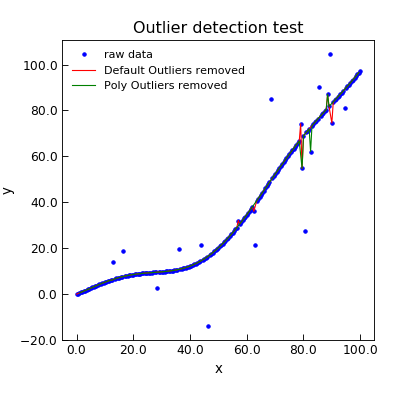 Outlier detection test
raw data
Default Outliers removed
Poly Outliers removed
100.0
80.0
60.0
40.0
20.0
0.0
−20.0
y
0.0 20.0 40.0 60.0 80.0 100.0
x